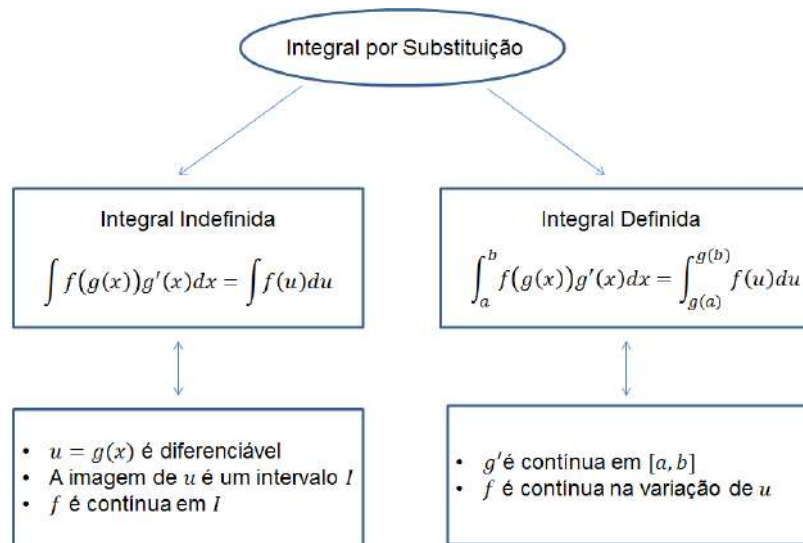 Integral por Substituição
Integral Indefinida
∫ f(g(x))g′(x)dx = ∫ f(u)du
• u = g(x) é diferenciável
• A imagem de u é um intervalo I
• f é contínua em I
Integral Definida
∫_a^b f(g(x))g′(x)dx = ∫_{g(a)}^{g(b)} f(u)du
• g′é contínua em [a, b]
• f é contínua na variação de u